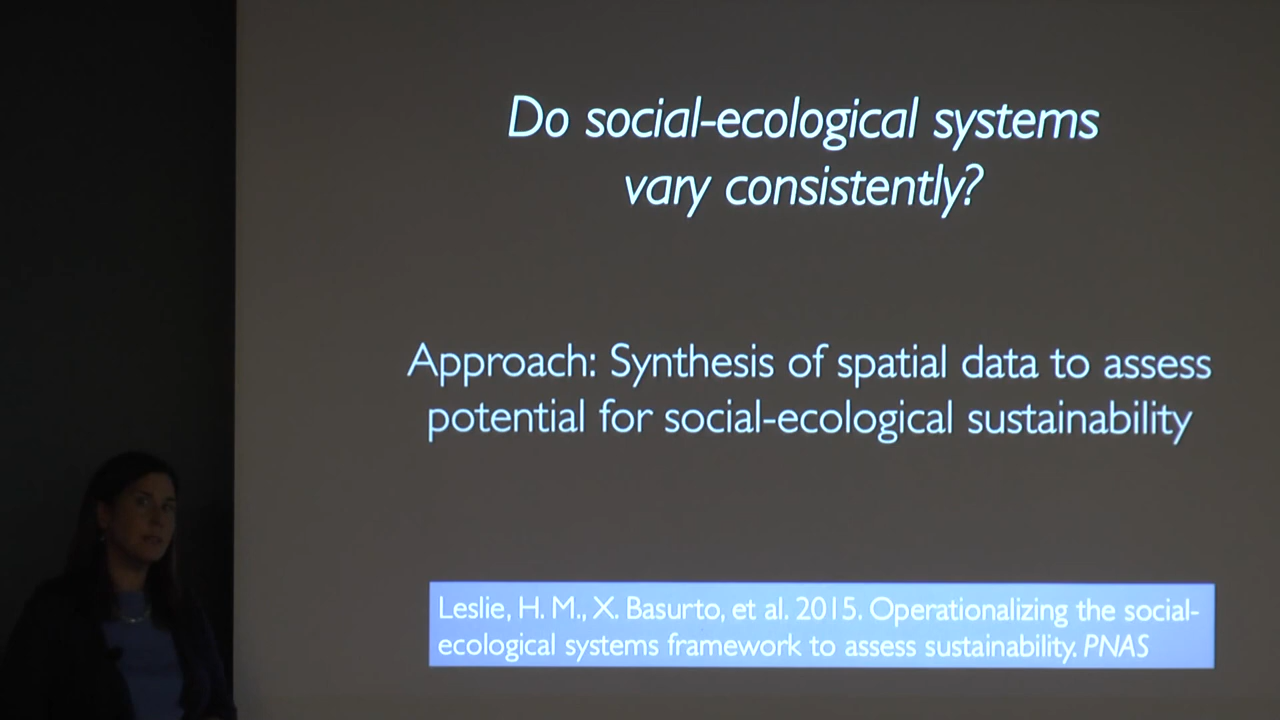 Do social-ecological systems
vary consistently?
Approach: Synthesis of spatial data to assess
potential for social-ecological sustainability
Leslie, H. M., X. Basurto, et al. 2015. Operationalizing the social-
ecological systems framework to assess sustainability. PNAS